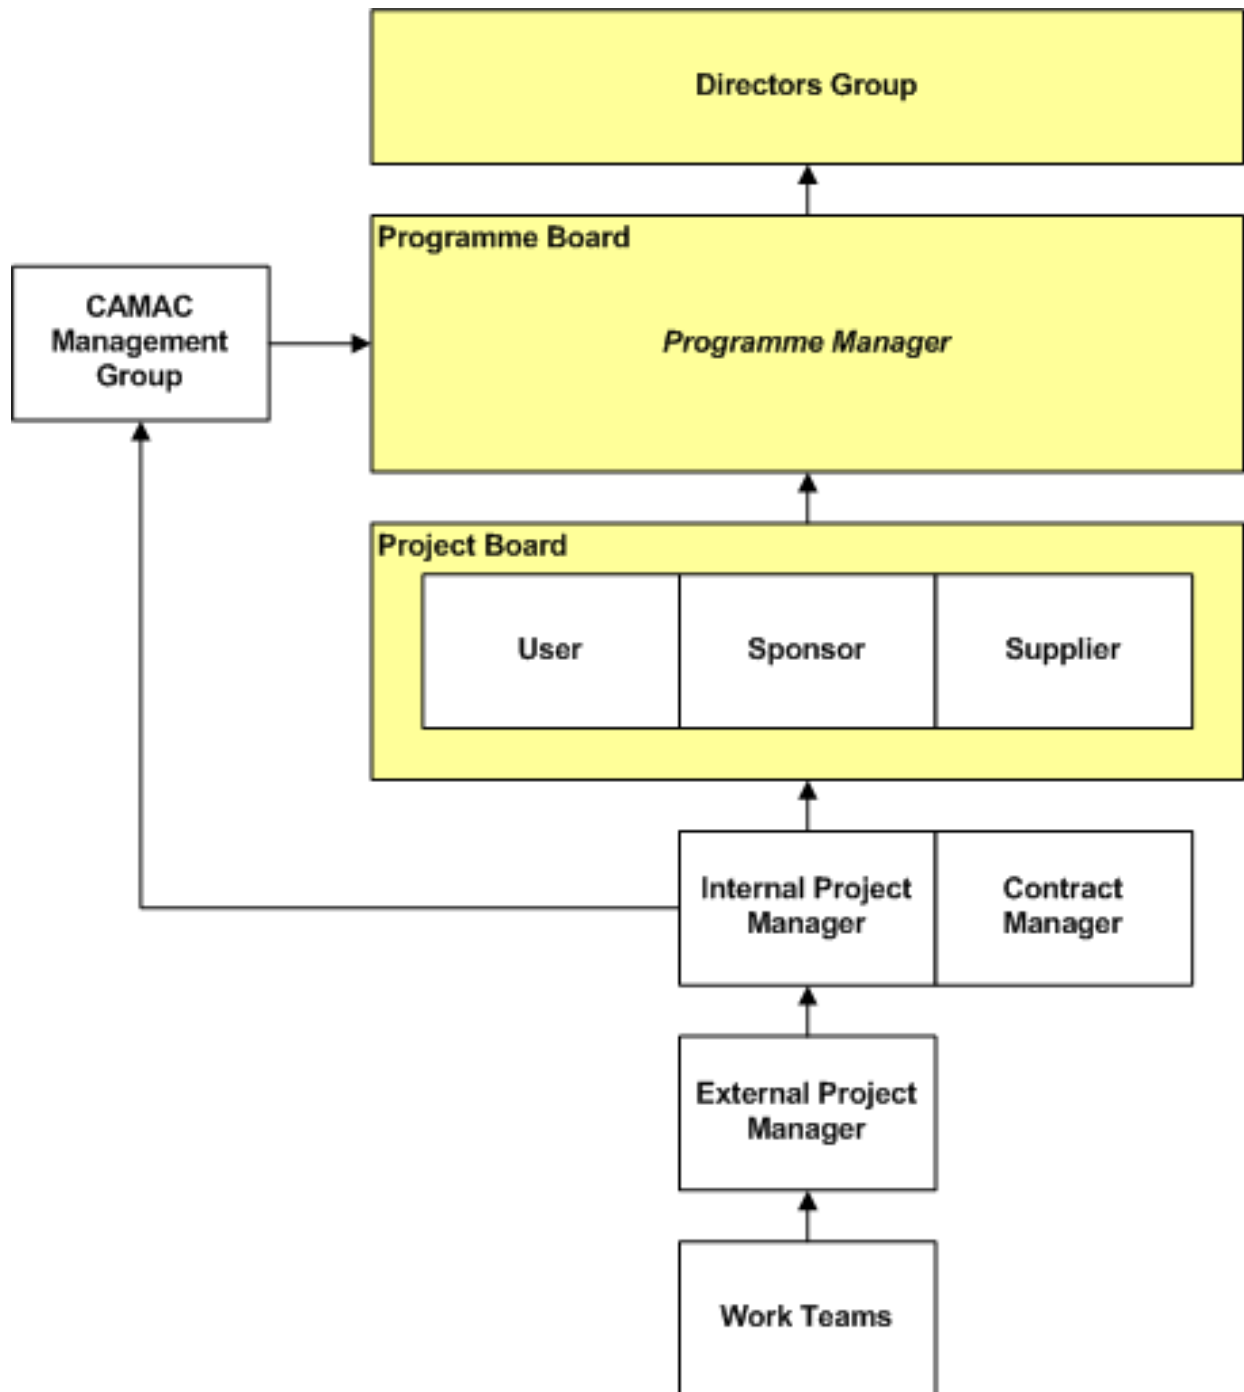 Directors Group
Programme Board
Programme Manager
CAMAC
Management
Group
Project Board
User
Sponsor
Supplier
Internal Project
Manager
Contract
Manager
External Project
Manager
Work Teams